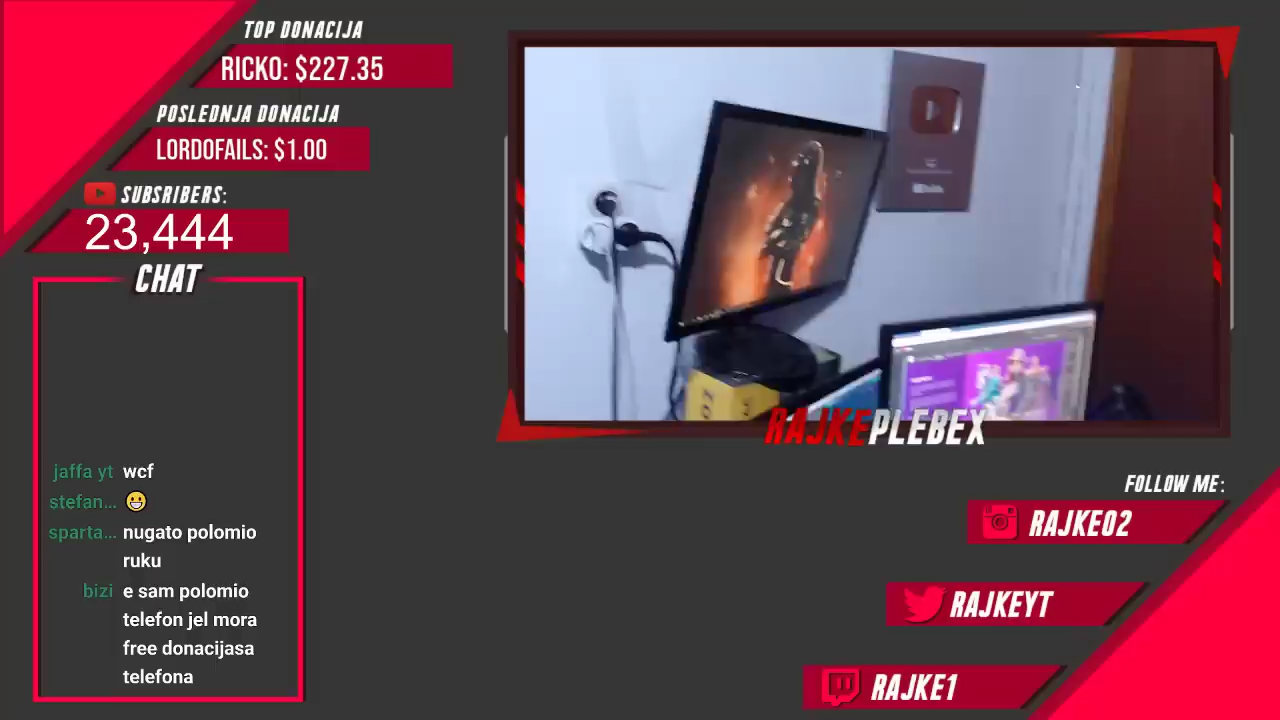 TOP DONACIJA
RICKO: $227.35
POSLEDNJA DONACIJA
LORDOFAILS: $1.00
SUBSRIBERS:
23,444
CHAT
jaffa yt wcf
stefan... 😀
sparta... nugato polomio
ruku
bizi e sam polomio
telefon jel mora
free donacijasa
telefona
RAJKEPLEBEX
FOLLOW ME:
RAJKE02
RAJKEYT
RAJKE1